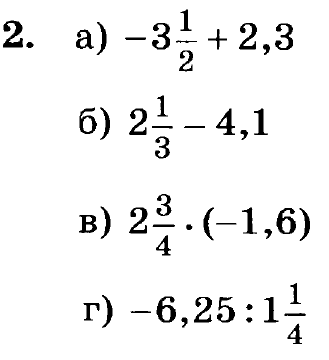 2. а) −3 1/2 + 2,3
б) 2 1/3 − 4,1
в) 2 3/4 · (−1,6)
г) −6,25 : 1 1/4